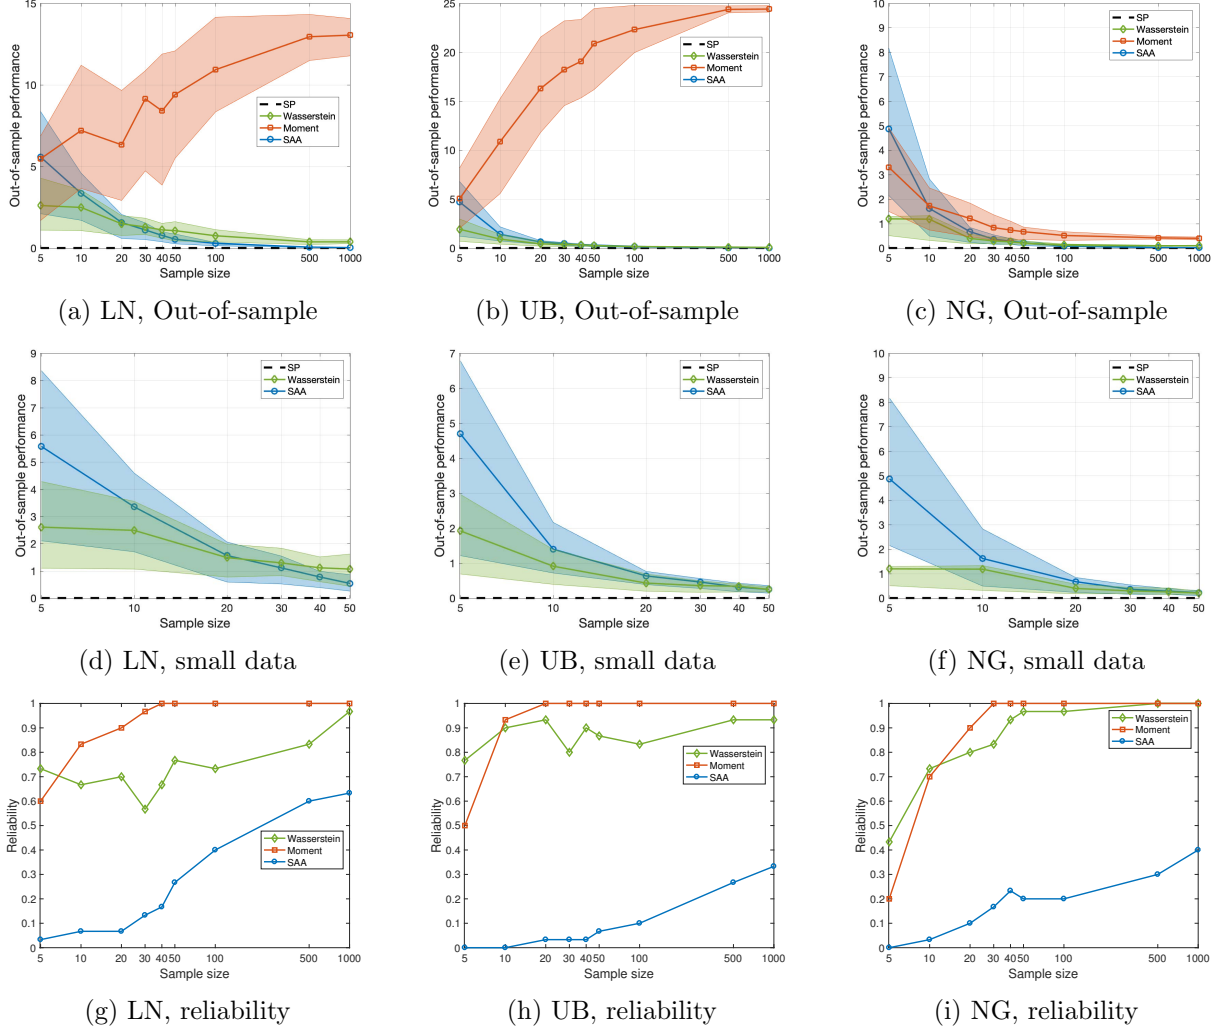 15
10
5
0
Out-of-sample performance
SP
Wasserstein
Moment
SAA
5 10 20 30 40 50 100 500 1000
Sample size
(a) LN, Out-of-sample
25
20
15
10
5
0
Out-of-sample performance
SP
Wasserstein
Moment
SAA
5 10 20 30 40 50 100 500 1000
Sample size
(b) UB, Out-of-sample
10
9
8
7
6
5
4
3
2
1
0
Out-of-sample performance
SP
Wasserstein
Moment
SAA
5 10 20 30 40 50 100 500 1000
Sample size
(c) NG, Out-of-sample
9
8
7
6
5
4
3
2
1
0
Out-of-sample performance
SP
Wasserstein
SAA
5 10 20 30 40 50
Sample size
(d) LN, small data
7
6
5
4
3
2
1
0
Out-of-sample performance
SP
Wasserstein
SAA
5 10 20 30 40 50
Sample size
(e) UB, small data
10
9
8
7
6
5
4
3
2
1
0
Out-of-sample performance
SP
Wasserstein
SAA
5 10 20 30 40 50
Sample size
(f) NG, small data
1
0.9
0.8
0.7
0.6
0.5
0.4
0.3
0.2
0.1
0
Reliability
Wasserstein
Moment
SAA
5 10 20 30 40 50 100 500 1000
Sample size
(g) LN, reliability
1
0.9
0.8
0.7
0.6
0.5
0.4
0.3
0.2
0.1
0
Reliability
Wasserstein
Moment
SAA
5 10 20 30 40 50 100 500 1000
Sample size
(h) UB, reliability
1
0.9
0.8
0.7
0.6
0.5
0.4
0.3
0.2
0.1
0
Reliability
Wasserstein
Moment
SAA
5 10 20 30 40 50 100 500 1000
Sample size
(i) NG, reliability